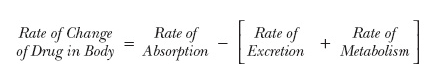 Rate of Change of Drug in Body = Rate of Absorption − [ Rate of Excretion + Rate of Metabolism ]